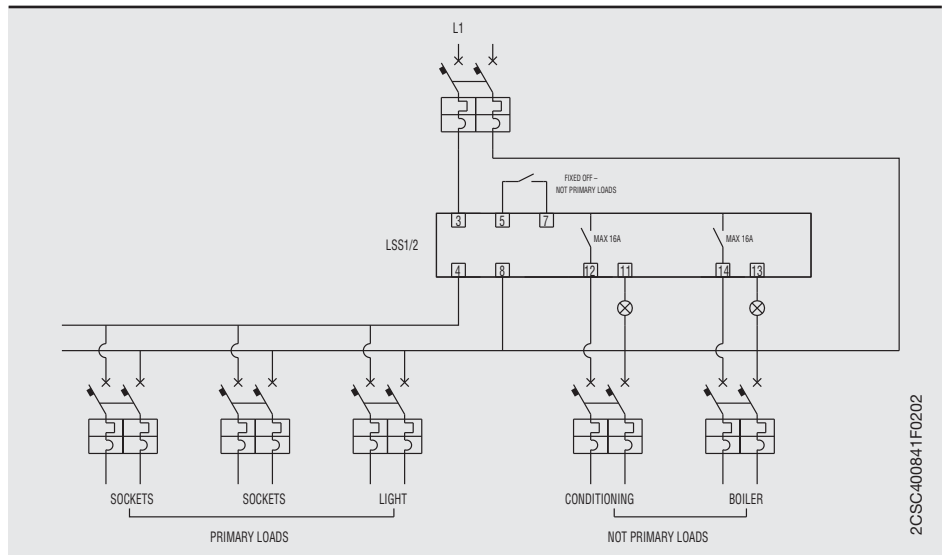 L1
FIXED OFF –
NOT PRIMARY LOADS
3 5 7
LSS1/2
MAX 16A MAX 16A
4 8 12 11 14 13
SOCKETS SOCKETS LIGHT CONDITIONING BOILER
PRIMARY LOADS NOT PRIMARY LOADS
2CSC400841F0202